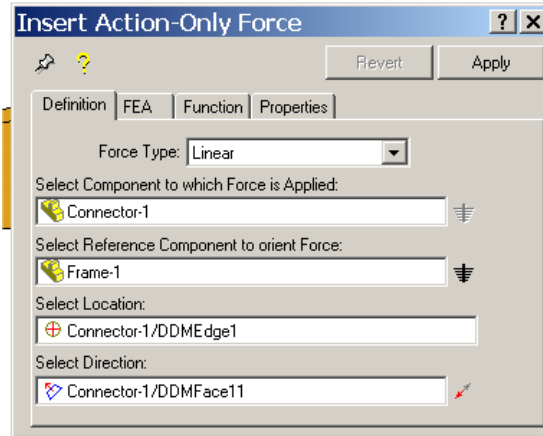 Insert Action-Only Force
?
Revert Apply
Definition FEA Function Properties
Force Type: Linear
Select Component to which Force is Applied:
Connector-1
Select Reference Component to orient Force:
Frame-1
Select Location:
Connector-1/DDMEdge1
Select Direction:
Connector-1/DDMFace11